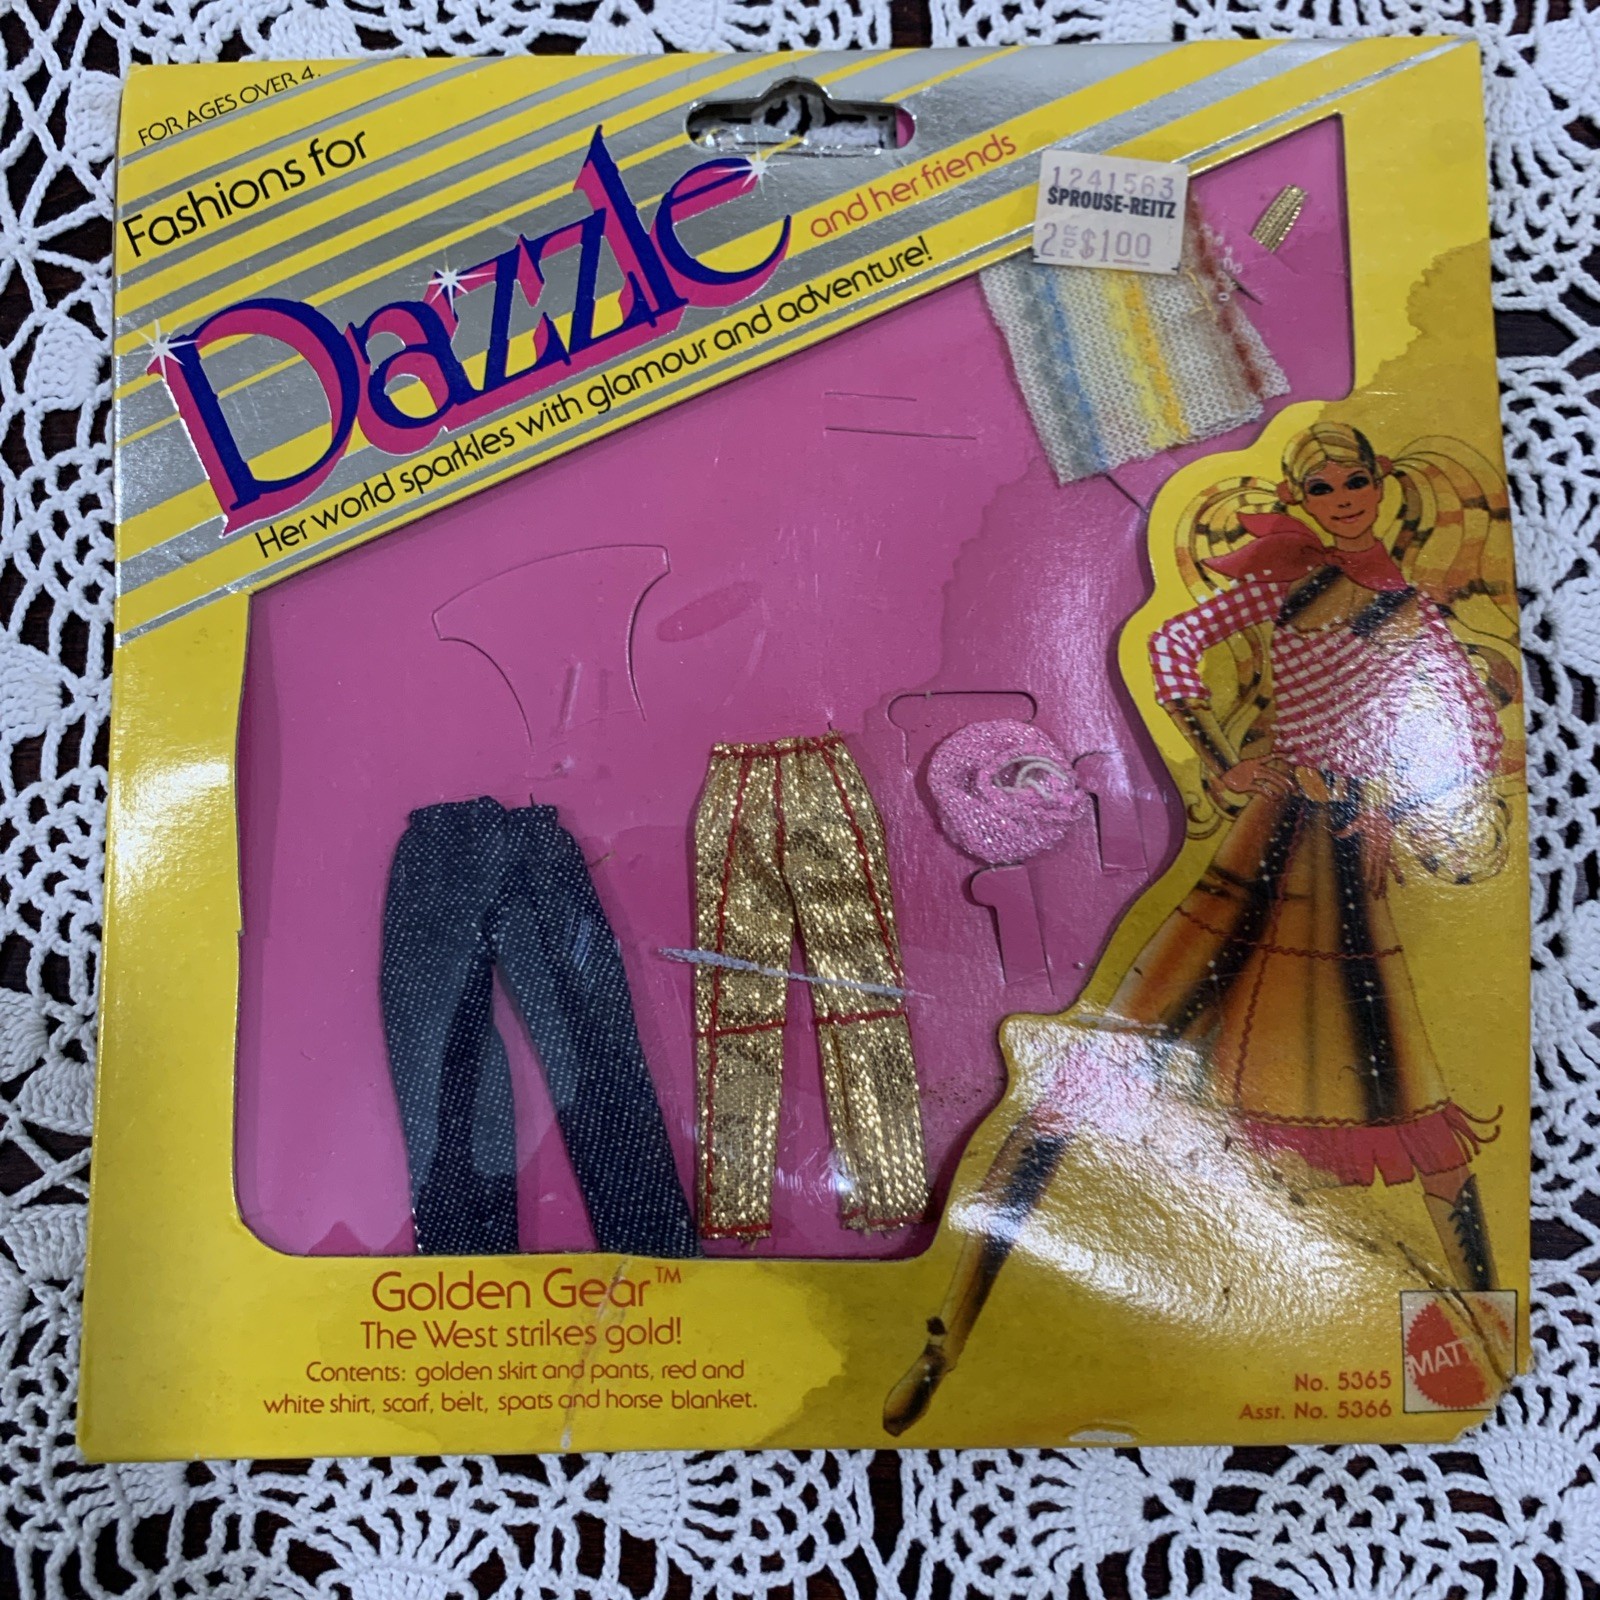 FOR AGES OVER 4.
Fashions for
Dazzle
and her friends
Her world sparkles with glamour and adventure!
1241563
SPROUSE-REITZ
2 FOR $1.00
Golden Gear™
The West strikes gold!
Contents: golden skirt and pants, red and
white shirt, scarf, belt, spats and horse blanket.
No. 5365
Asst. No. 5366